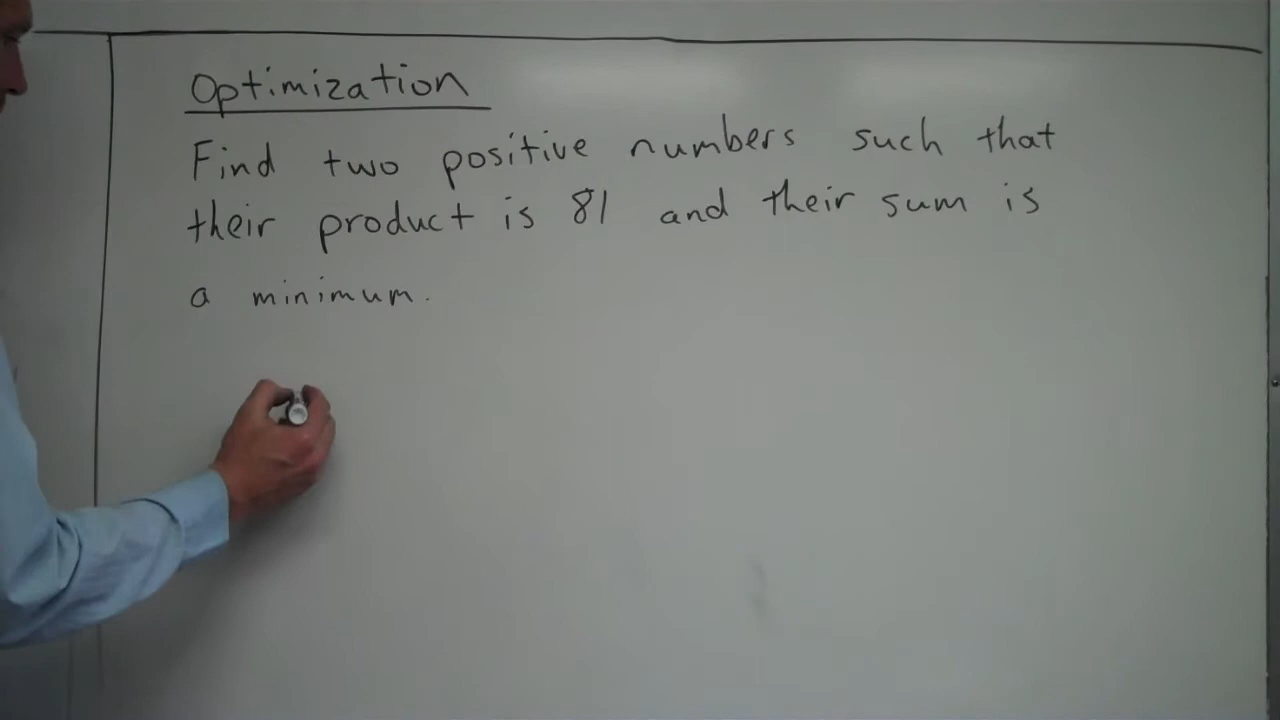 Optimization
Find two positive numbers such that
their product is 81 and their sum is
a minimum.